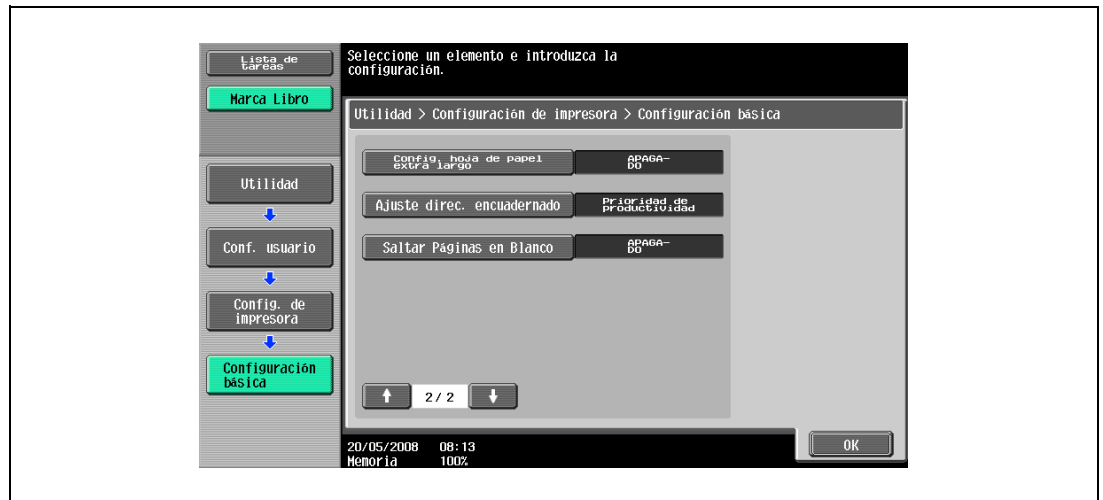 Lista de
tareas
Seleccione un elemento e introduzca la
configuración.
Marca Libro
Utilidad > Configuración de impresora > Configuración básica
Config. hoja de papel
extra largo
APAGA-
DO
Utilidad
Ajuste direc. encuadernado
Prioridad de
productividad
Conf. usuario
Saltar Páginas en Blanco
APAGA-
DO
Config. de
impresora
Configuración
básica
2/ 2
20/05/2008 08:13
Memoria 100%
OK